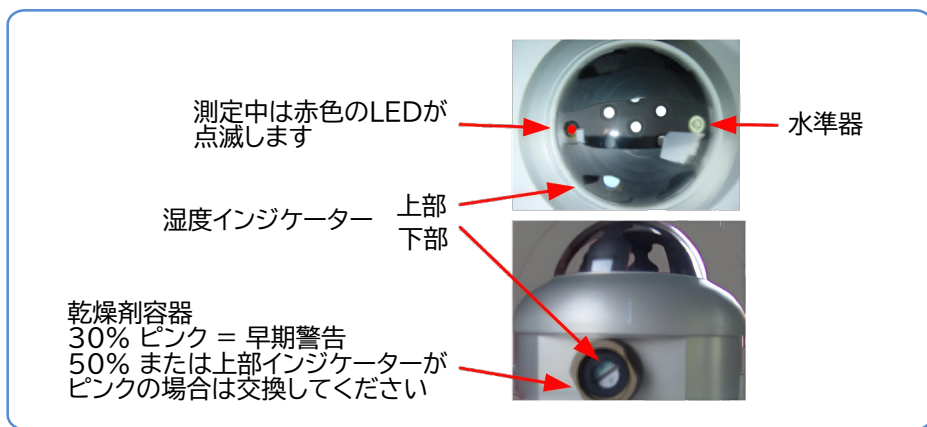 測定中は赤色のLEDが
点滅します
水準器
湿度インジケーター
上部
下部
乾燥剤容器
30% ピンク = 早期警告
50% または上部インジケーターが
ピンクの場合は交換してください